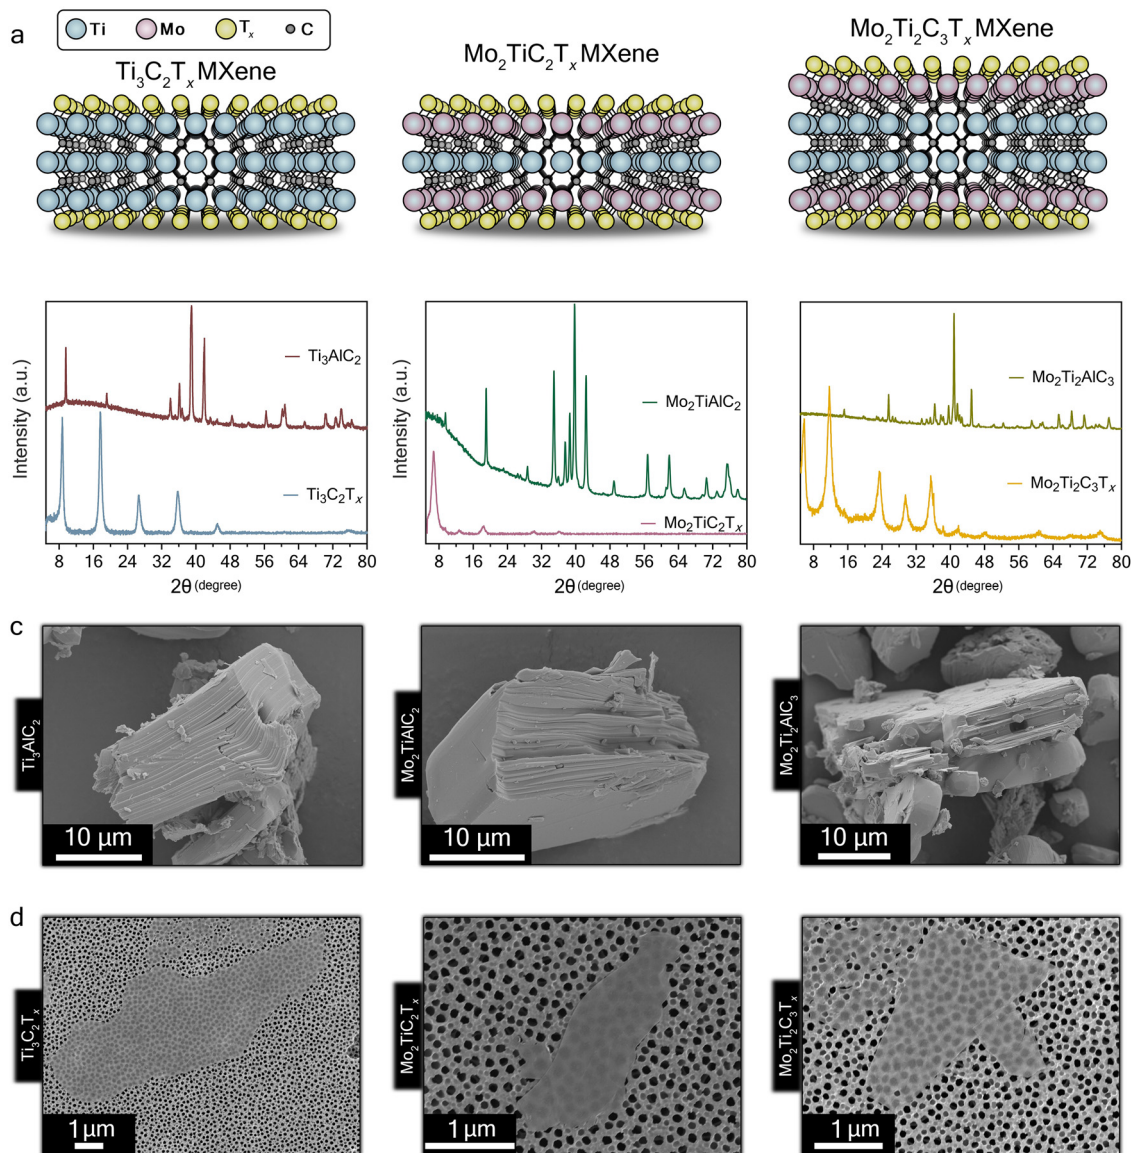 a
Ti Mo Tₓ C
Ti₃C₂Tₓ MXene
Mo₂TiC₂Tₓ MXene
Mo₂Ti₂C₃Tₓ MXene
Intensity (a.u.)
Ti₃AlC₂
Ti₃C₂Tₓ
8 16 24 32 40 48 56 64 72 80
2θ (degree)
Intensity (a.u.)
Mo₂TiAlC₂
Mo₂TiC₂Tₓ
8 16 24 32 40 48 56 64 72 80
2θ (degree)
Intensity (a.u.)
Mo₂Ti₂AlC₃
Mo₂Ti₂C₃Tₓ
8 16 24 32 40 48 56 64 72 80
2θ (degree)
c
Ti₃AlC₂
10 µm
Mo₂TiAlC₂
10 µm
Mo₂Ti₂AlC₃
10 µm
d
Ti₃C₂Tₓ
1 µm
Mo₂TiC₂Tₓ
1 µm
Mo₂Ti₂C₃Tₓ
1 µm